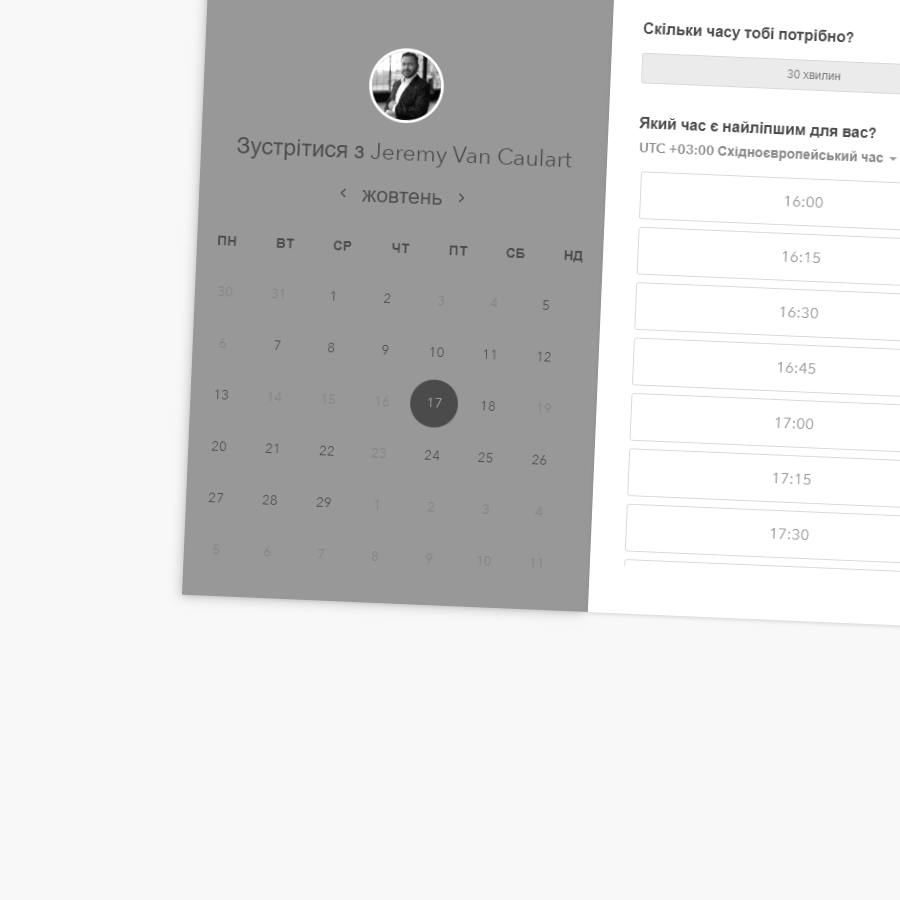 Зустрітися з Jeremy Van Caulart
жовтень
ПН ВТ СР ЧТ ПТ СБ НД
30 31 1 2 3 4 5
6 7 8 9 10 11 12
13 14 15 16 17 18 19
20 21 22 23 24 25 26
27 28 29 1 2 3 4
5 6 7 8 9 10 11
Скільки часу тобі потрібно?
30 хвилин
Який час є найліпшим для вас?
UTC +03:00 Східноєвропейський час
16:00
16:15
16:30
16:45
17:00
17:15
17:30